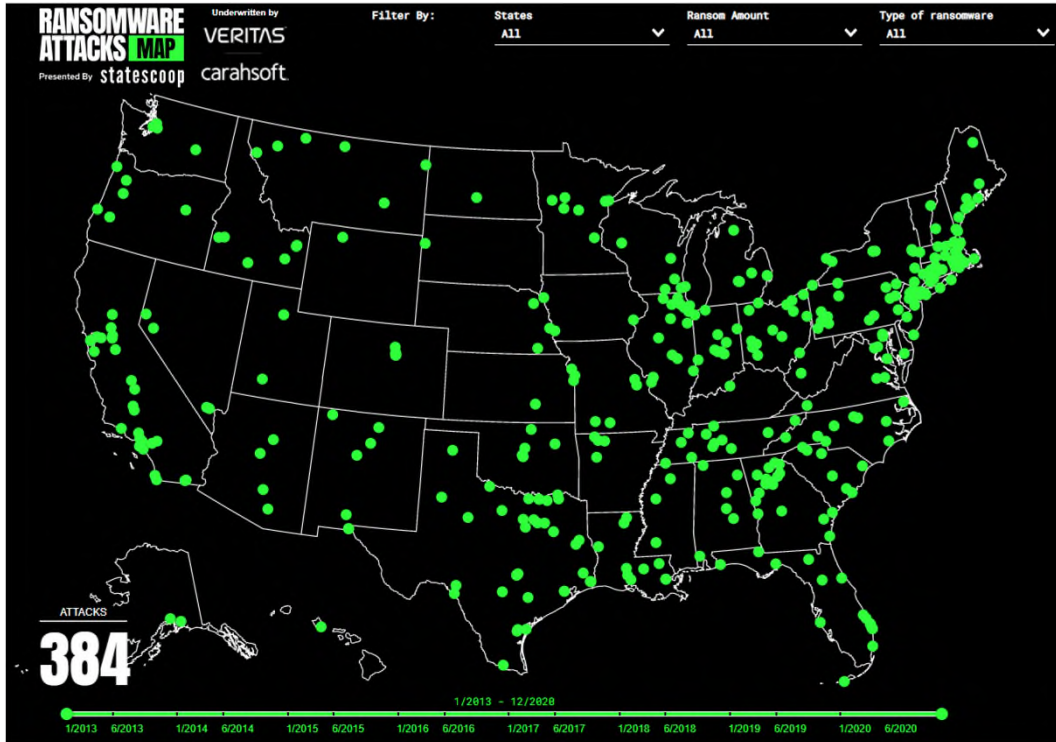 RANSOMWARE
ATTACKS MAP
Presented By statescoop
Underwritten by
VERITAS
carahsoft.
Filter By:
States
All
Ransom Amount
All
Type of ransomware
All
ATTACKS
384
1/2013 - 12/2020
1/2013 6/2013 1/2014 6/2014 1/2015 6/2015 1/2016 6/2016 1/2017 6/2017 1/2018 6/2018 1/2019 6/2019 1/2020 6/2020